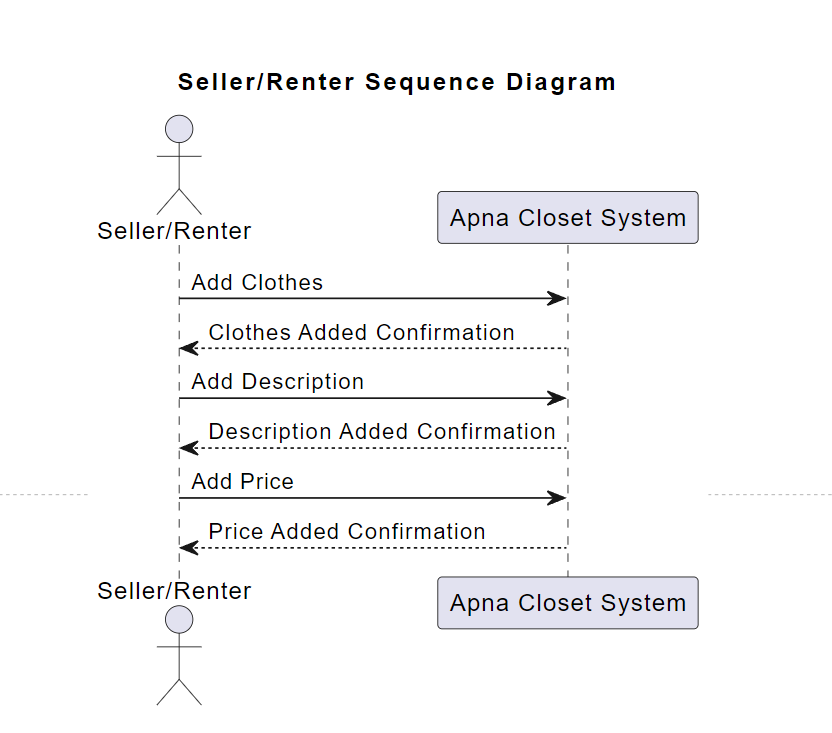 Seller/Renter Sequence Diagram
Seller/Renter
Apna Closet System
Add Clothes
Clothes Added Confirmation
Add Description
Description Added Confirmation
Add Price
Price Added Confirmation
Seller/Renter
Apna Closet System